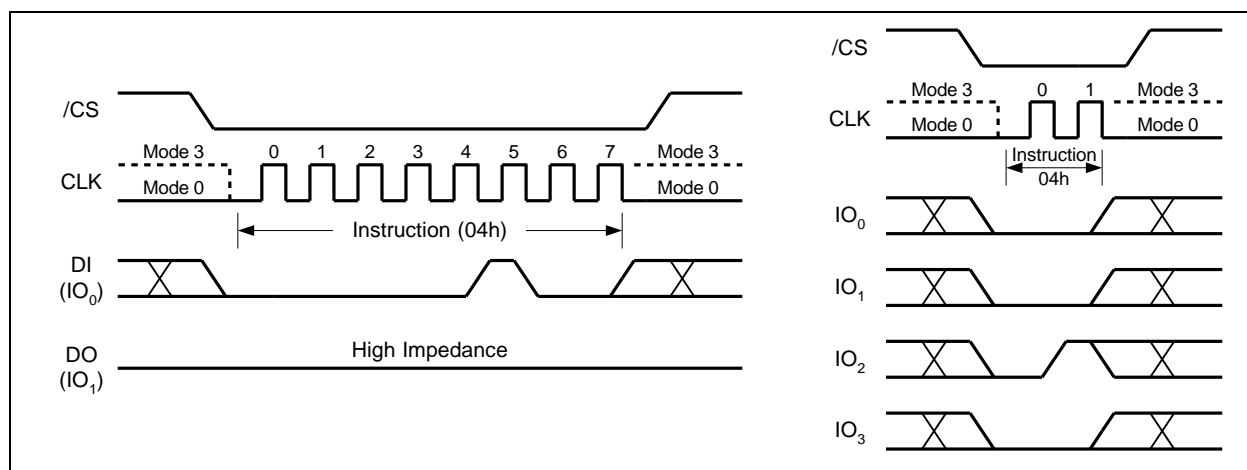 /CS
Mode 3 0 1 2 3 4 5 6 7 Mode 3
CLK
Mode 0 Mode 0
Instruction (04h)
DI
(IO0)
High Impedance
DO
(IO1)
/CS
Mode 3 0 1 Mode 3
CLK
Mode 0 Mode 0
Instruction
04h
IO0
IO1
IO2
IO3